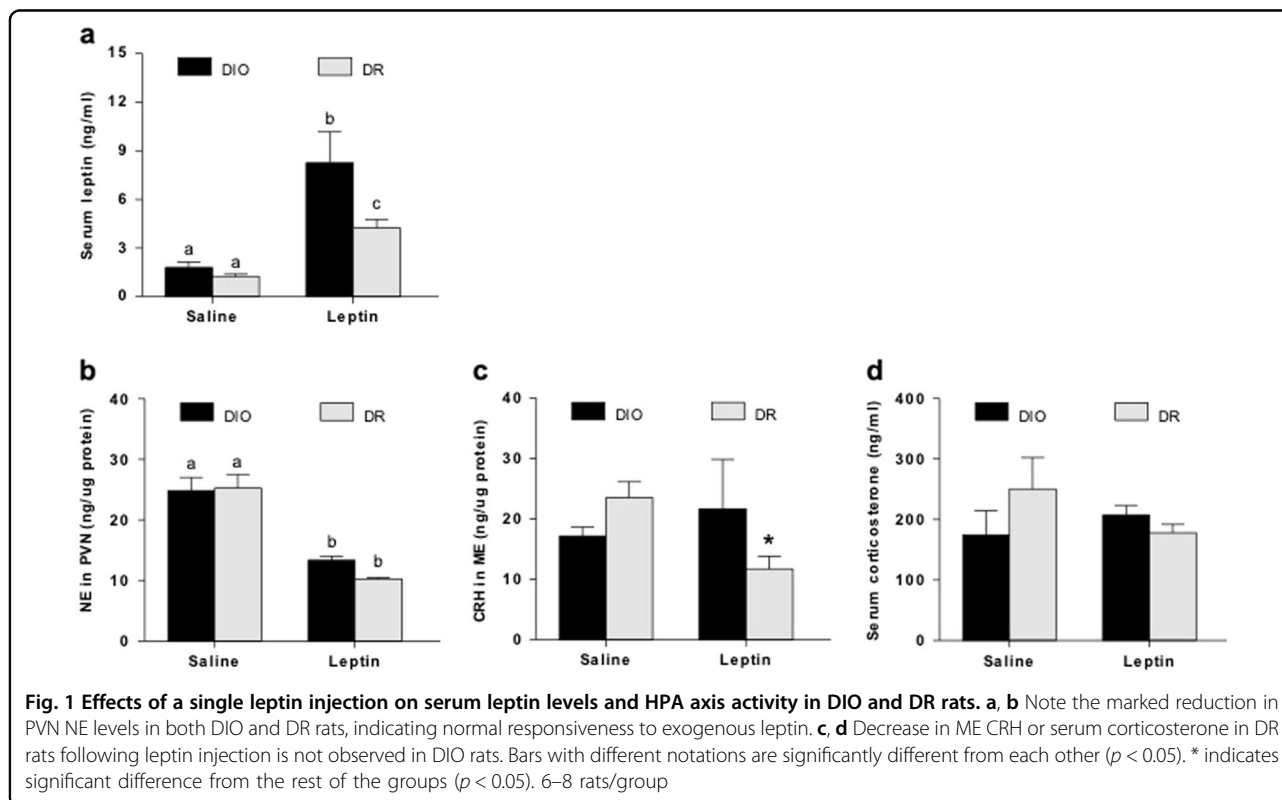 a
15
12
9
6
3
0
Serum leptin (ng/ml)
DIO
DR
a
a
b
c
Saline
Leptin
b
40
30
20
10
0
NE in PVN (ng/ug protein)
DIO
DR
a
a
b
b
Saline
Leptin
c
40
30
20
10
0
CRH in ME (ng/ug protein)
DIO
DR
*
Saline
Leptin
d
400
300
200
100
0
Serum corticosterone (ng/ml)
DIO
DR
Saline
Leptin
Fig. 1 Effects of a single leptin injection on serum leptin levels and HPA axis activity in DIO and DR rats. a, b Note the marked reduction in
PVN NE levels in both DIO and DR rats, indicating normal responsiveness to exogenous leptin. c, d Decrease in ME CRH or serum corticosterone in DR
rats following leptin injection is not observed in DIO rats. Bars with different notations are significantly different from each other (p < 0.05). * indicates
significant difference from the rest of the groups (p < 0.05). 6–8 rats/group